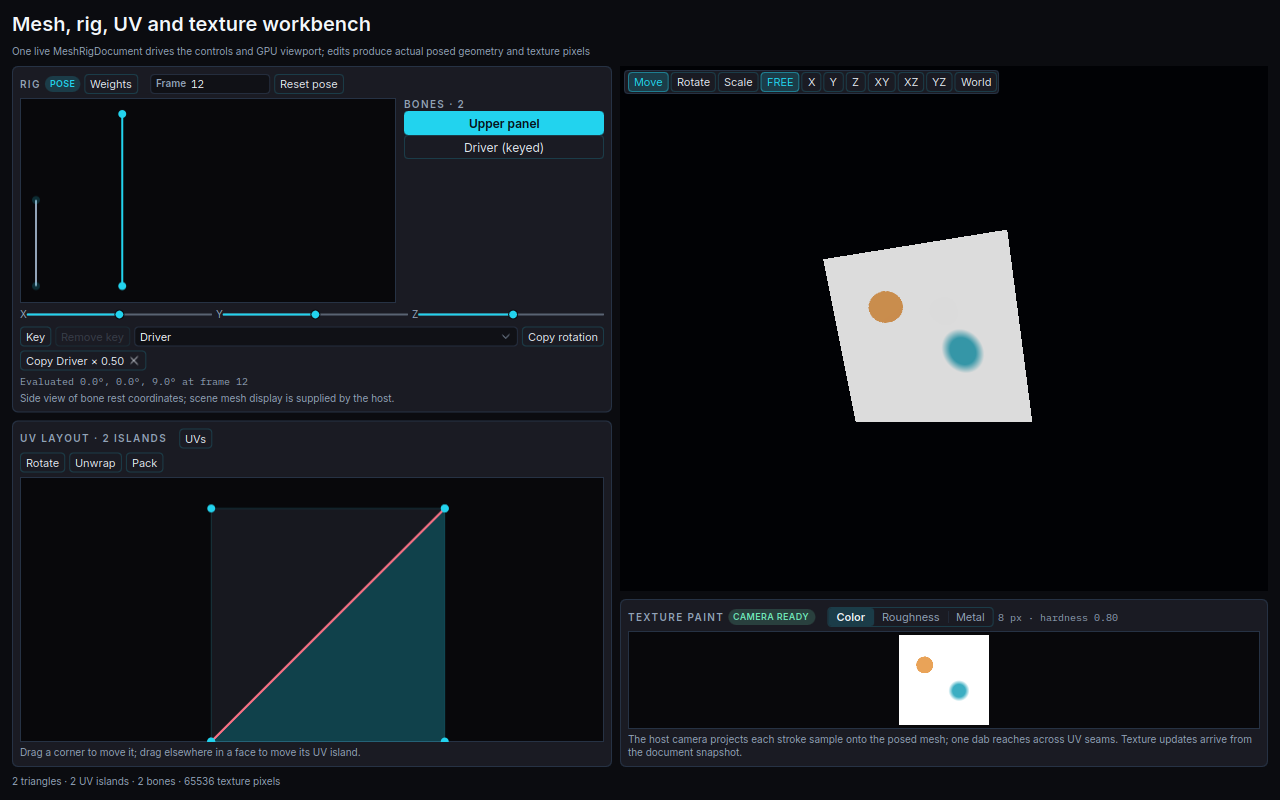 Mesh, rig, UV and texture workbench
One live MeshRigDocument drives the controls and GPU viewport; edits produce actual posed geometry and texture pixels
RIG POSE Weights Frame 12 Reset pose
BONES · 2
Upper panel
Driver (keyed)
X Y Z
Key Remove key Driver Copy rotation
Copy Driver × 0.50
Evaluated 0.0°, 0.0°, 9.0° at frame 12
Side view of bone rest coordinates; scene mesh display is supplied by the host.
UV LAYOUT · 2 ISLANDS UVs
Rotate Unwrap Pack
Drag a corner to move it; drag elsewhere in a face to move its UV island.
2 triangles · 2 UV islands · 2 bones · 65536 texture pixels
Move Rotate Scale FREE X Y Z XY XZ YZ World
TEXTURE PAINT CAMERA READY Color Roughness Metal 8 px · hardness 0.80
The host camera projects each stroke sample onto the posed mesh; one dab reaches across UV seams. Texture updates arrive from
the document snapshot.